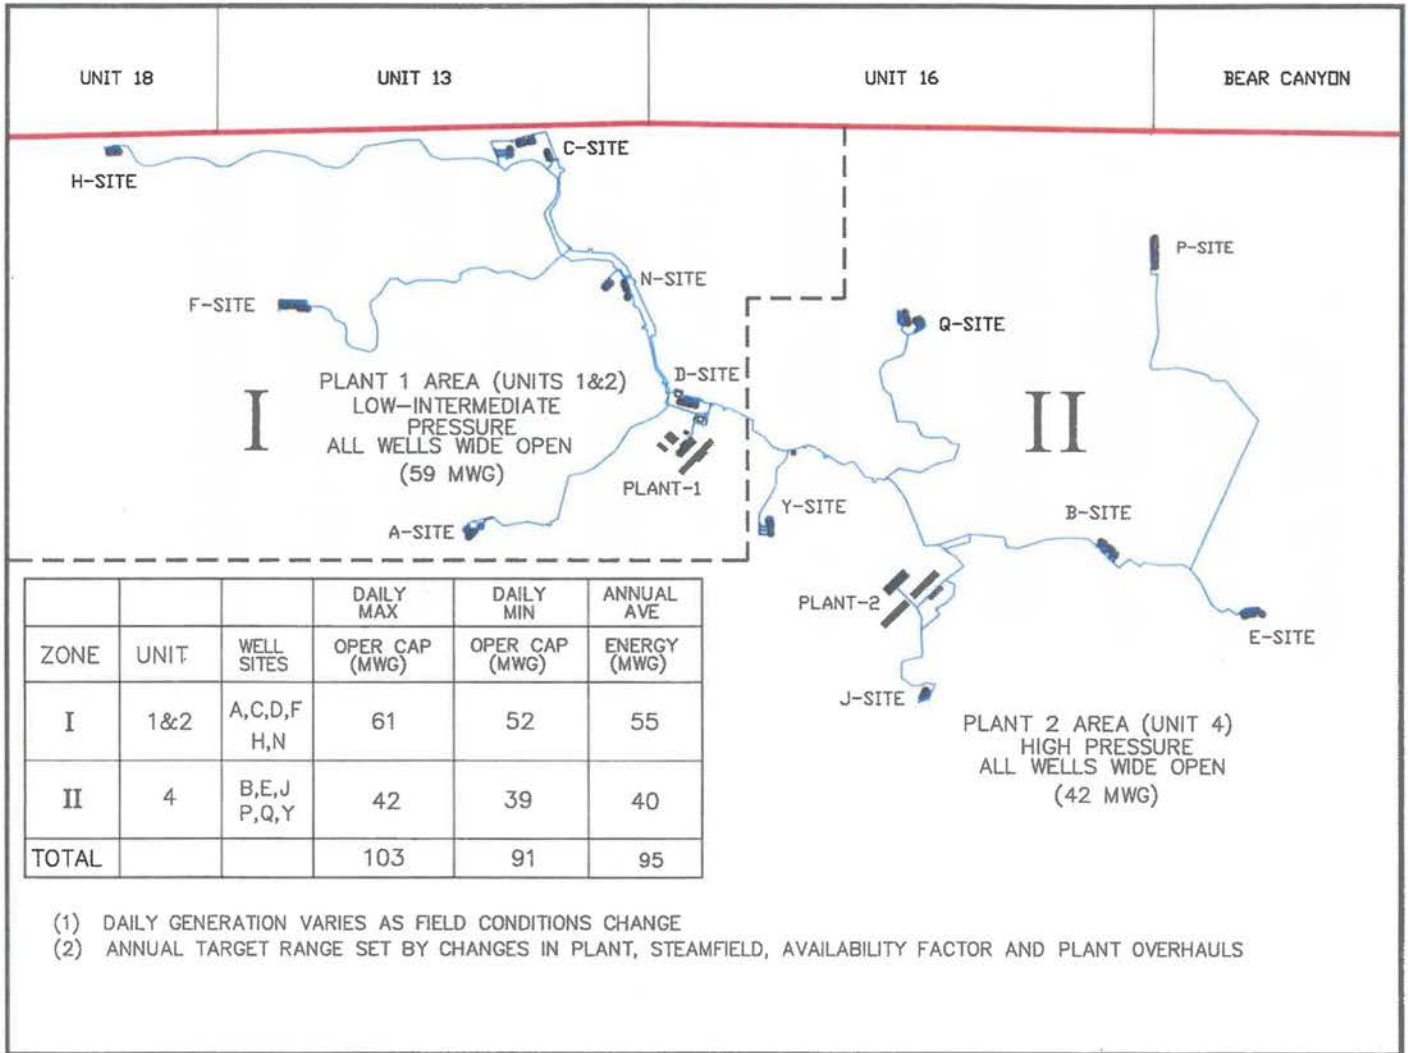 UNIT 18
UNIT 13
UNIT 16
BEAR CANYON
H-SITE
C-SITE
P-SITE
F-SITE
N-SITE
Q-SITE
I
PLANT 1 AREA (UNITS 1&2)
LOW-INTERMEDIATE
PRESSURE
ALL WELLS WIDE OPEN
(59 MWG)
D-SITE
II
PLANT-1
A-SITE
Y-SITE
B-SITE
PLANT-2
E-SITE
J-SITE
PLANT 2 AREA (UNIT 4)
HIGH PRESSURE
ALL WELLS WIDE OPEN
(42 MWG)
DAILY MAX DAILY MIN ANNUAL AVE
ZONE UNIT WELL SITES OPER CAP (MWG) OPER CAP (MWG) ENERGY (MWG)
I 1&2 A,C,D,F H,N 61 52 55
II 4 B,E,J P,Q,Y 42 39 40
TOTAL 103 91 95
(1) DAILY GENERATION VARIES AS FIELD CONDITIONS CHANGE
(2) ANNUAL TARGET RANGE SET BY CHANGES IN PLANT, STEAMFIELD, AVAILABILITY FACTOR AND PLANT OVERHAULS